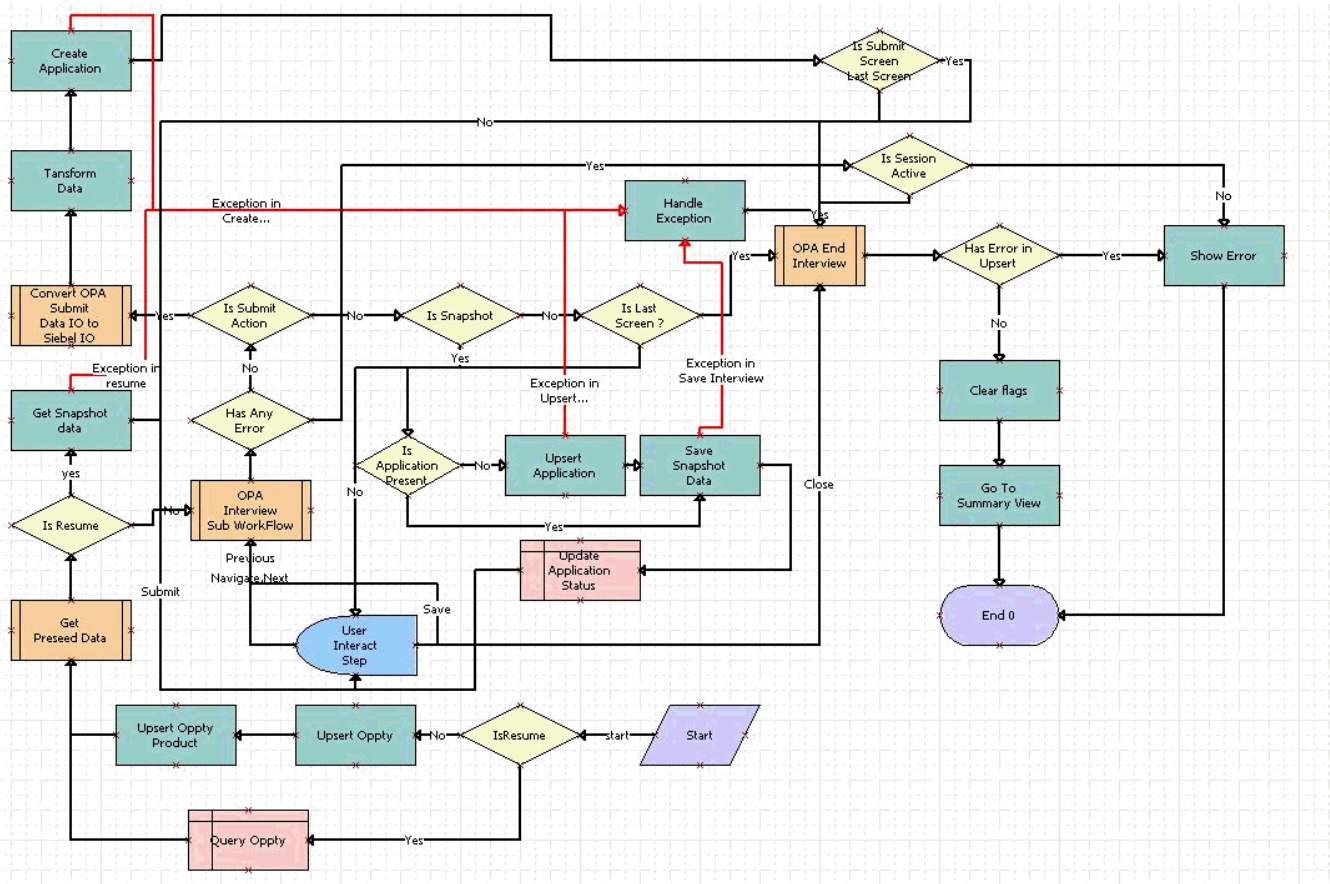 Create
Application
Is Submit
Screen
Last Screen
Yes
No
Tansform
Data
Yes
Is Session
Active
No
Exception in
Create...
Handle
Exception
Yes
OPA End
Interview
Has Error in
Upsert
Yes
Show Error
Yes
Convert OPA
Submit
Data IO to
Siebel IO
Yes
Is Submit
Action
No
Is Snapshot
No
Is Last
Screen ?
No
Yes
Exception in
resume
No
Exception in
Save Interview
Exception in
Upsert...
Clear flags
Get Snapshot
data
Has Any
Error
Is
Application
Present
No
Upsert
Application
Save
Snapshot
Data
yes
No
Close
Go To
Summary View
Is Resume
No
OPA
Interview
Sub WorkFlow
Yes
Previous
Navigate.Next
Update
Application
Status
Submit
Save
Get
Preseed Data
User
Interact
Step
End 0
Upsert Oppty
Product
Upsert Oppty
No
IsResume
start
Start
Query Oppty
Yes